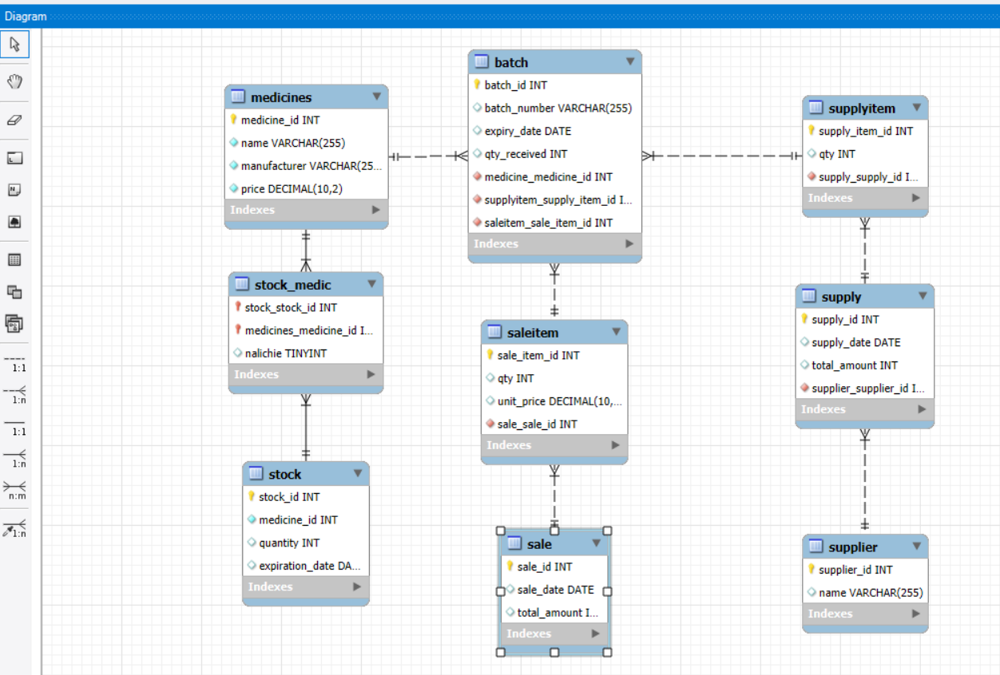 Diagram
1:1
1:n
1:1
1:n
n:m
1:n
medicines
medicine_id INT
name VARCHAR(255)
manufacturer VARCHAR(25...
price DECIMAL(10,2)
Indexes
batch
batch_id INT
batch_number VARCHAR(255)
expiry_date DATE
qty_received INT
medicine_medicine_id INT
supplyitem_supply_item_id I...
saleitem_sale_item_id INT
Indexes
supplyitem
supply_item_id INT
qty INT
supply_supply_id I...
Indexes
stock_medic
stock_stock_id INT
medicines_medicine_id I...
nalichie TINYINT
Indexes
saleitem
sale_item_id INT
qty INT
unit_price DECIMAL(10,...
sale_sale_id INT
Indexes
supply
supply_id INT
supply_date DATE
total_amount INT
supplier_supplier_id I...
Indexes
stock
stock_id INT
medicine_id INT
quantity INT
expiration_date DA...
Indexes
sale
sale_id INT
sale_date DATE
total_amount I...
Indexes
supplier
supplier_id INT
name VARCHAR(255)
Indexes